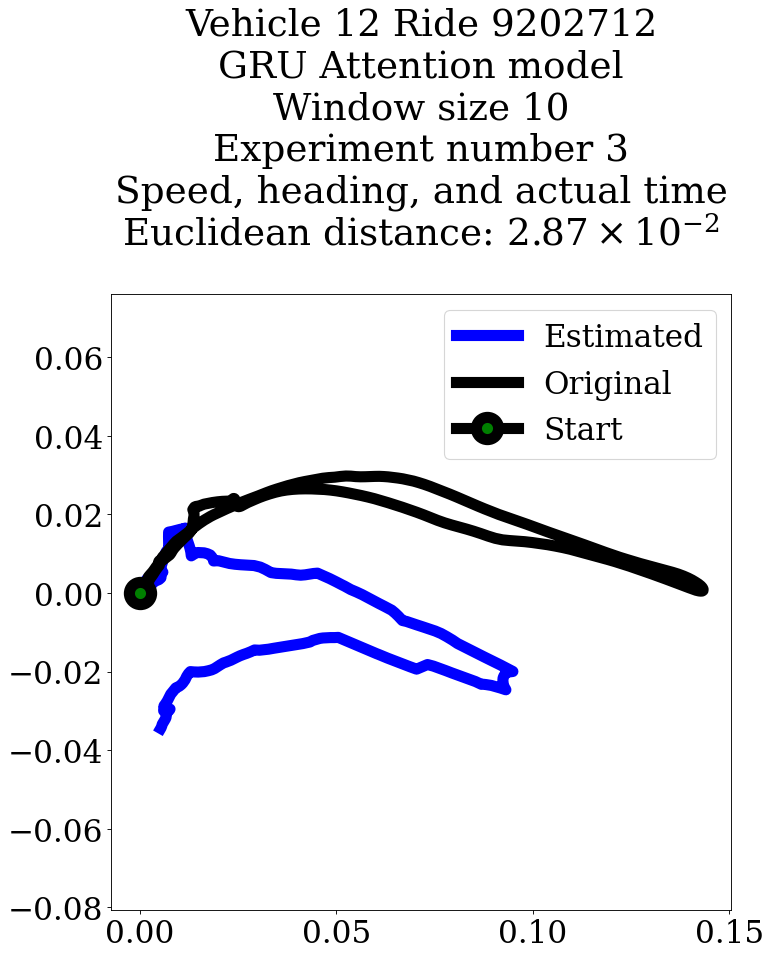 Vehicle 12 Ride 9202712
GRU Attention model
Window size 10
Experiment number 3
Speed, heading, and actual time
Euclidean distance: 2.87 × 10⁻²
Estimated
Original
Start
0.06
0.04
0.02
0.00
−0.02
−0.04
−0.06
−0.08
0.00 0.05 0.10 0.15